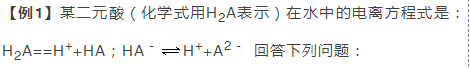 【例1】某二元酸（化学式用H₂A表示）在水中的电离方程式是：
H₂A==H⁺+HA；HA⁻ ⇌H⁺+A²⁻ 回答下列问题：